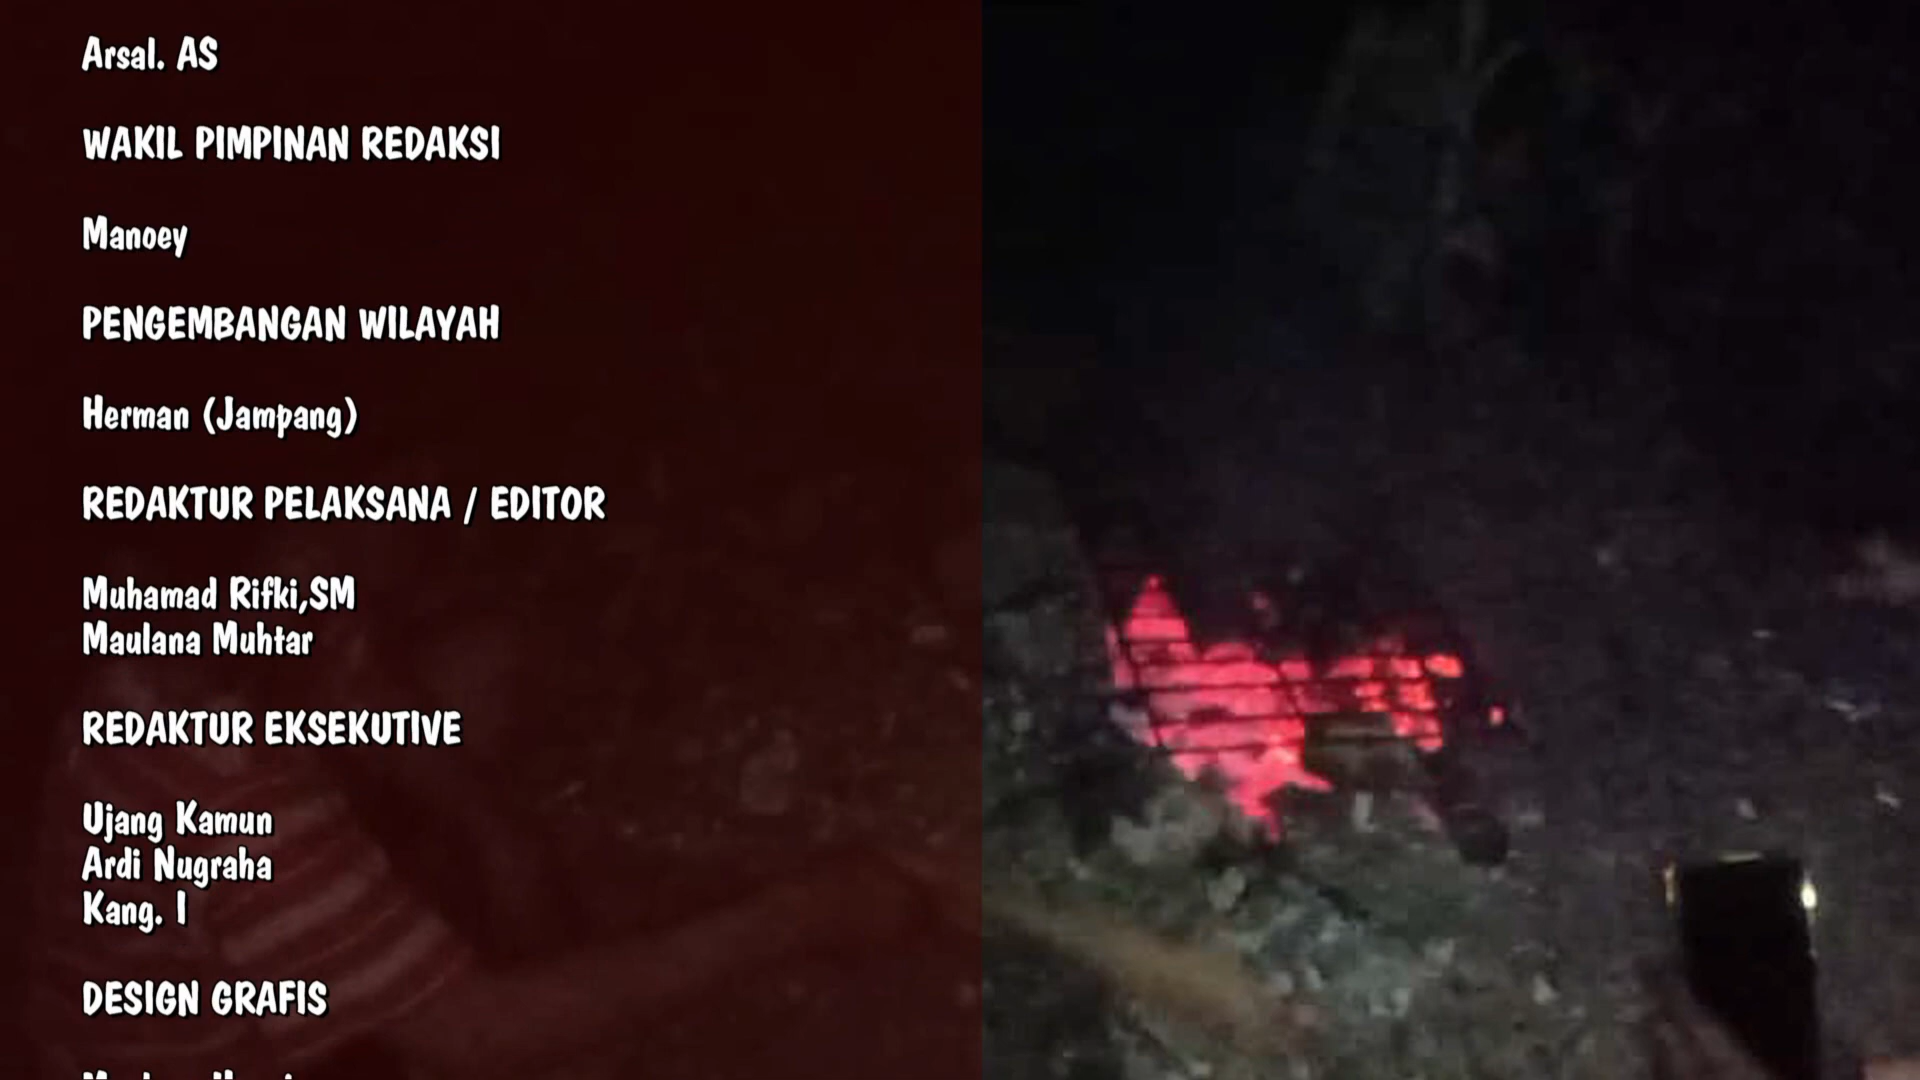 Arsal. AS
WAKIL PIMPINAN REDAKSI
Manoey
PENGEMBANGAN WILAYAH
Herman (Jampang)
REDAKTUR PELAKSANA / EDITOR
Muhamad Rifki,SM
Maulana Muhtar
REDAKTUR EKSEKUTIVE
Ujang Kamun
Ardi Nugraha
Kang. I
DESIGN GRAFIS